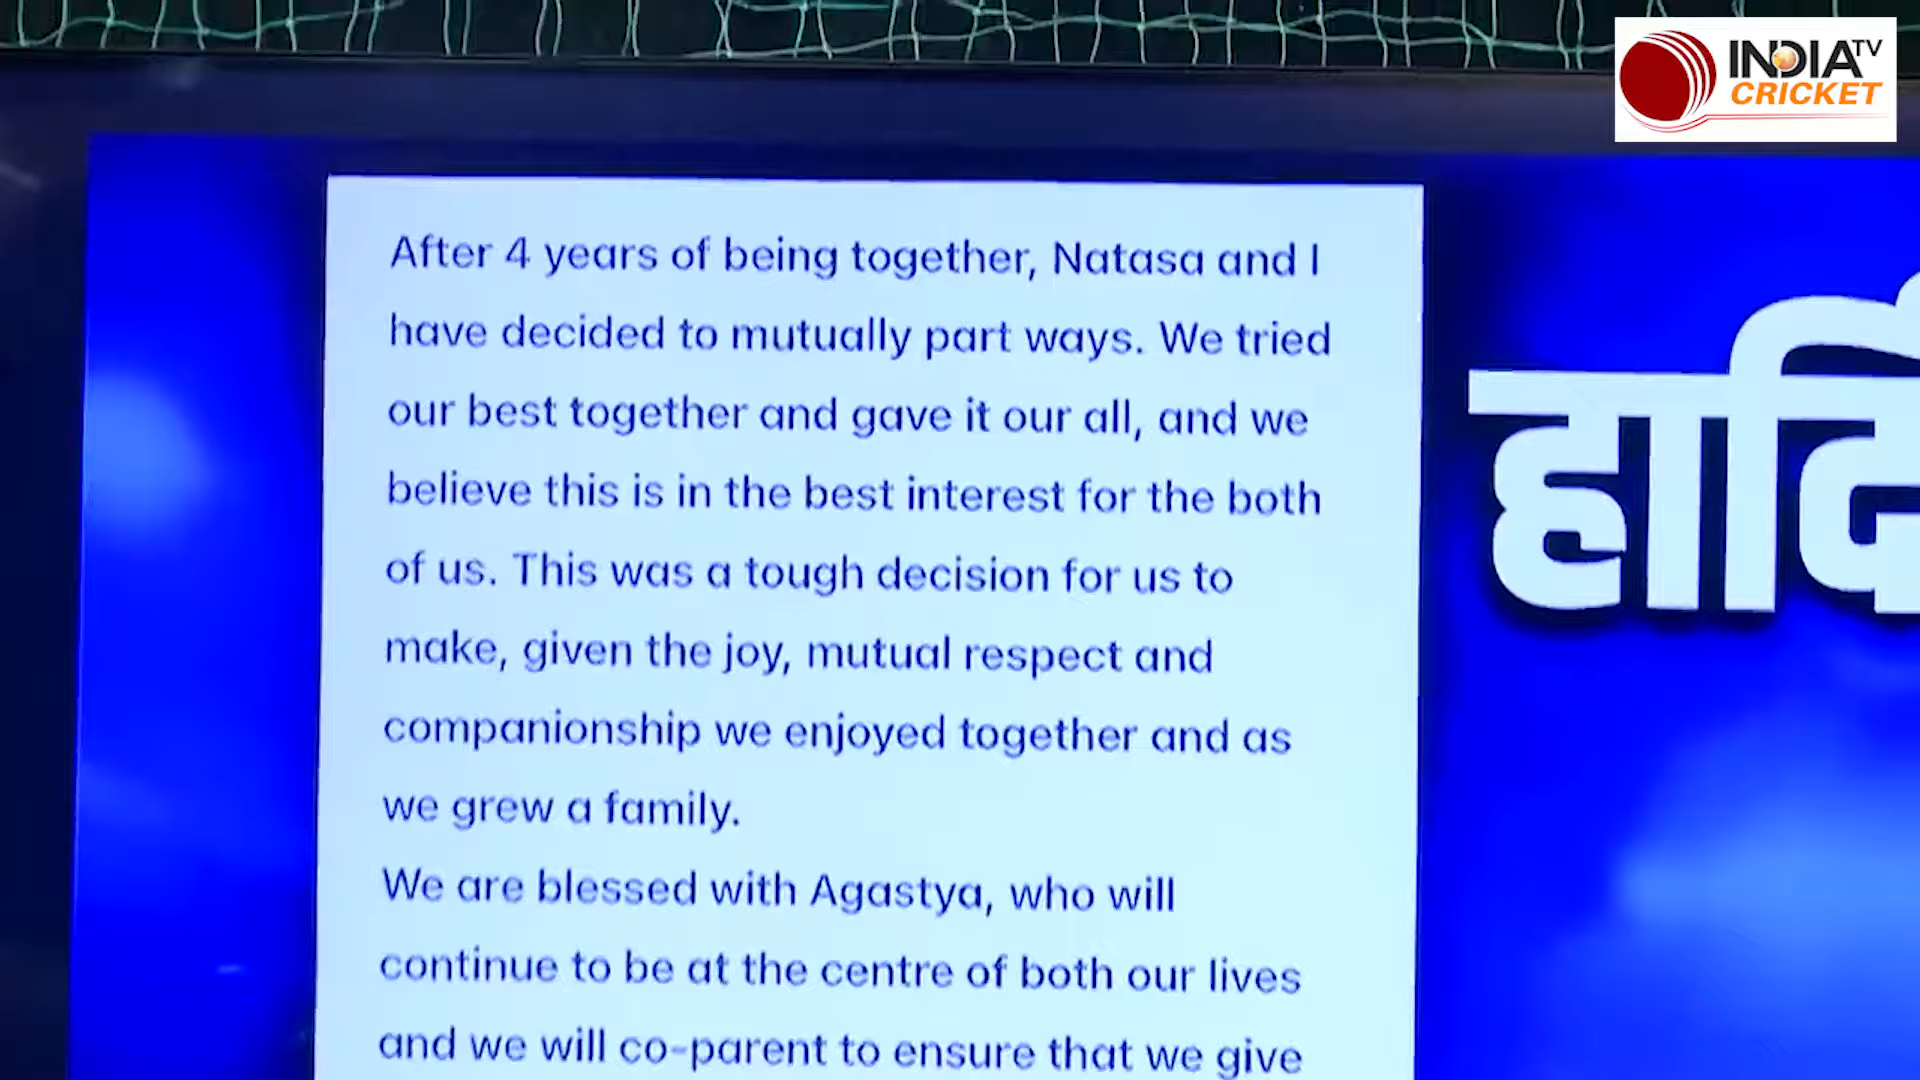 INDIA TV
CRICKET
After 4 years of being together, Natasa and I
have decided to mutually part ways. We tried
our best together and gave it our all, and we
believe this is in the best interest for the both
of us. This was a tough decision for us to
make, given the joy, mutual respect and
companionship we enjoyed together and as
we grew a family.
We are blessed with Agastya, who will
continue to be at the centre of both our lives
and we will co-parent to ensure that we give